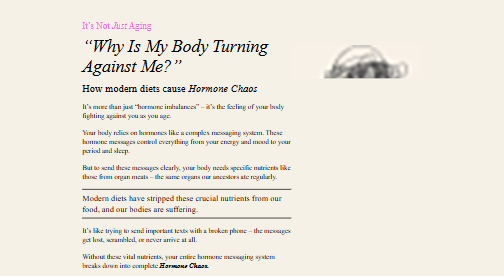 It's Not Just Aging
"Why Is My Body Turning
Against Me?"
How modern diets cause Hormone Chaos
It's more than just "hormone imbalances" – it's the feeling of your body
fighting against you as you age.
Your body relies on hormones like a complex messaging system. These
hormone messages control everything from your energy and mood to your
period and sleep.
But to send these messages clearly, your body needs specific nutrients like
those from organ meats – the same organs our ancestors ate regularly.
Modern diets have stripped these crucial nutrients from our
food, and our bodies are suffering.
It's like trying to send important texts with a broken phone – the messages
get lost, scrambled, or never arrive at all.
Without these vital nutrients, your entire hormone messaging system
breaks down into complete Hormone Chaos.